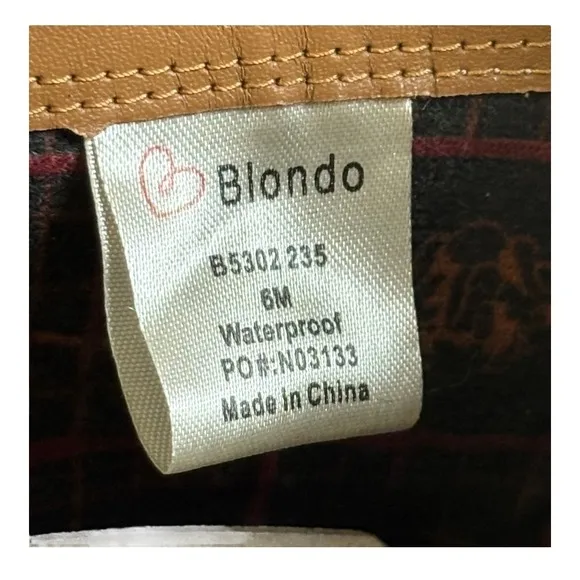 Blondo
B5302 235
6M
Waterproof
PO#:N03133
Made in China